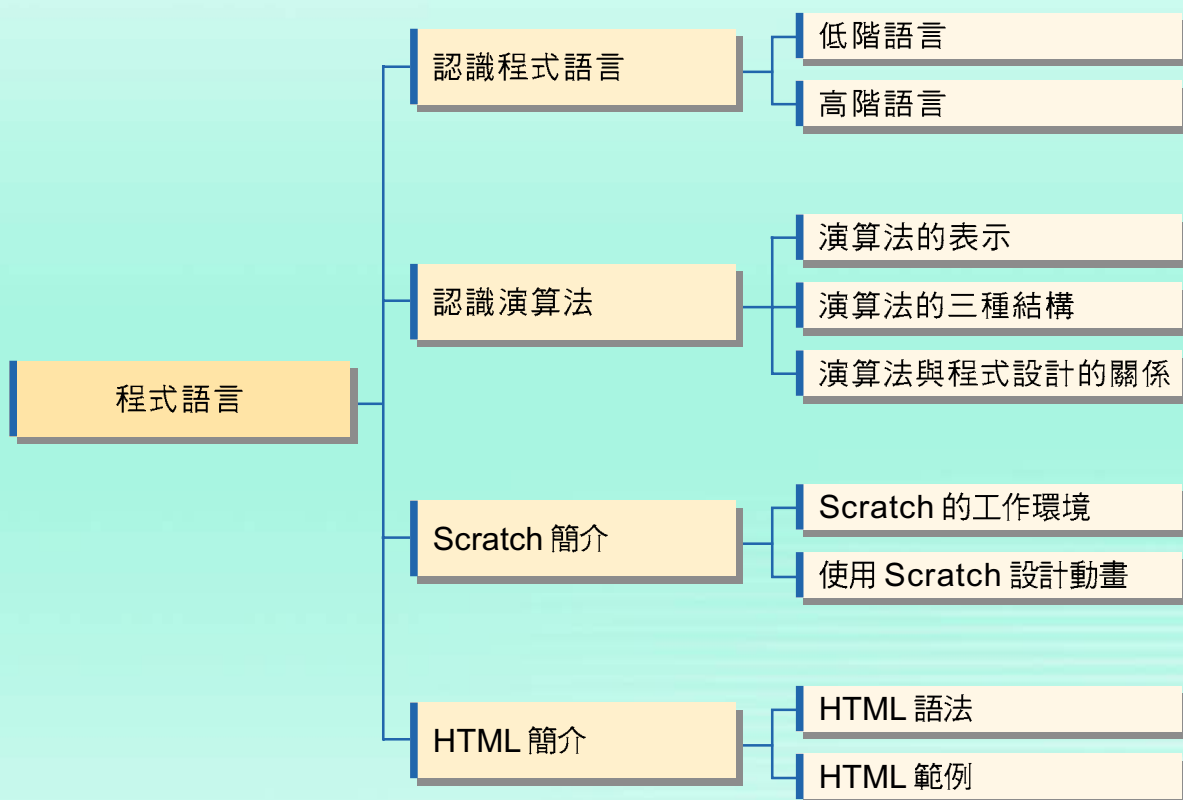 程式語言
認識程式語言
低階語言
高階語言
認識演算法
演算法的表示
演算法的三種結構
演算法與程式設計的關係
Scratch 簡介
Scratch 的工作環境
使用 Scratch 設計動畫
HTML 簡介
HTML 語法
HTML 範例